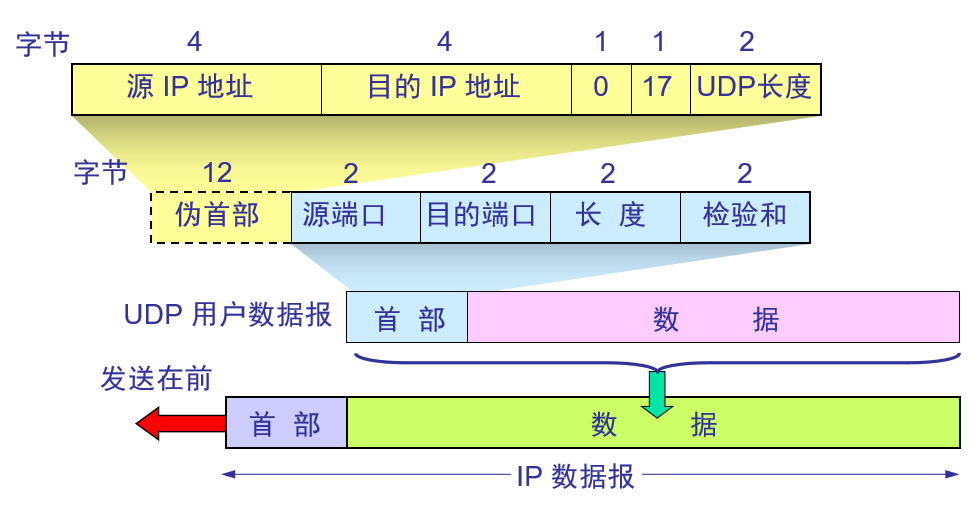 字节 4 4 1 1 2
源 IP 地址 目的 IP 地址 0 17 UDP长度
字节 12 2 2 2 2
伪首部 源端口 目的端口 长 度 检验和
UDP 用户数据报 首 部 数 据
发送在前
首 部 数 据
IP 数据报